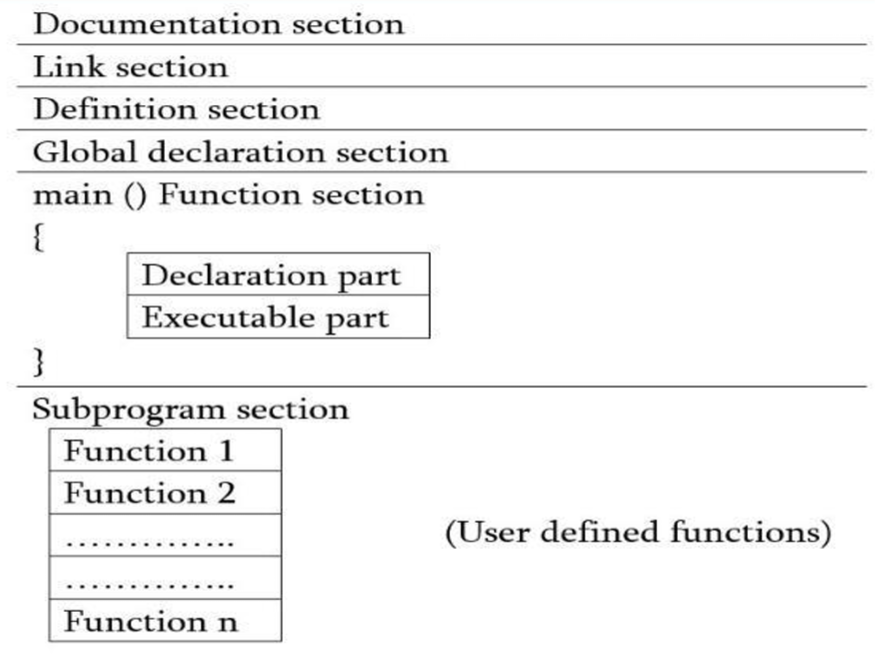 Documentation section
Link section
Definition section
Global declaration section
main () Function section
{
Declaration part
Executable part
}
Subprogram section
Function 1
Function 2
..............
(User defined functions)
..............
Function n